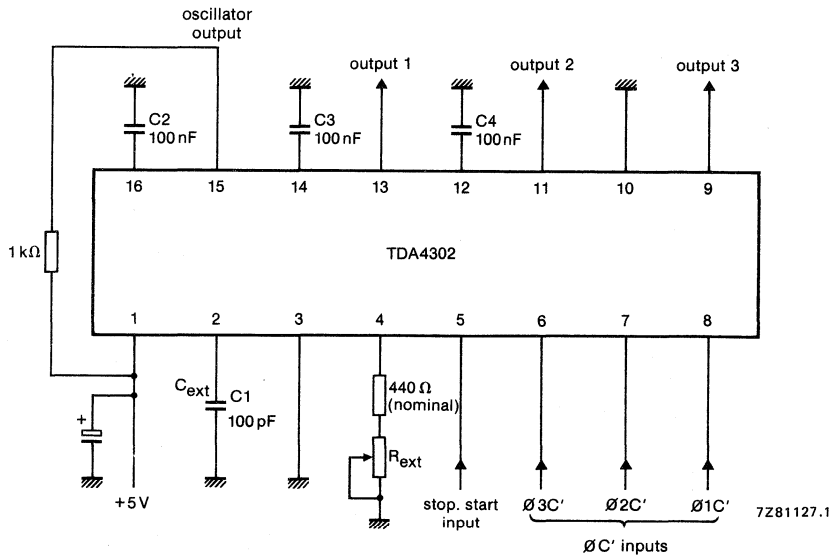 oscillator
output
output 1
output 2
output 3
C2
100 nF
C3
100 nF
C4
100 nF
16
15
14
13
12
11
10
9
1 kΩ
TDA4302
1
2
3
4
5
6
7
8
Cext
C1
100 pF
440 Ω
(nominal)
Rext
+
+5 V
stop. start
input
Ø3C′
Ø2C′
Ø1C′
ØC′ inputs
7Z81127.1